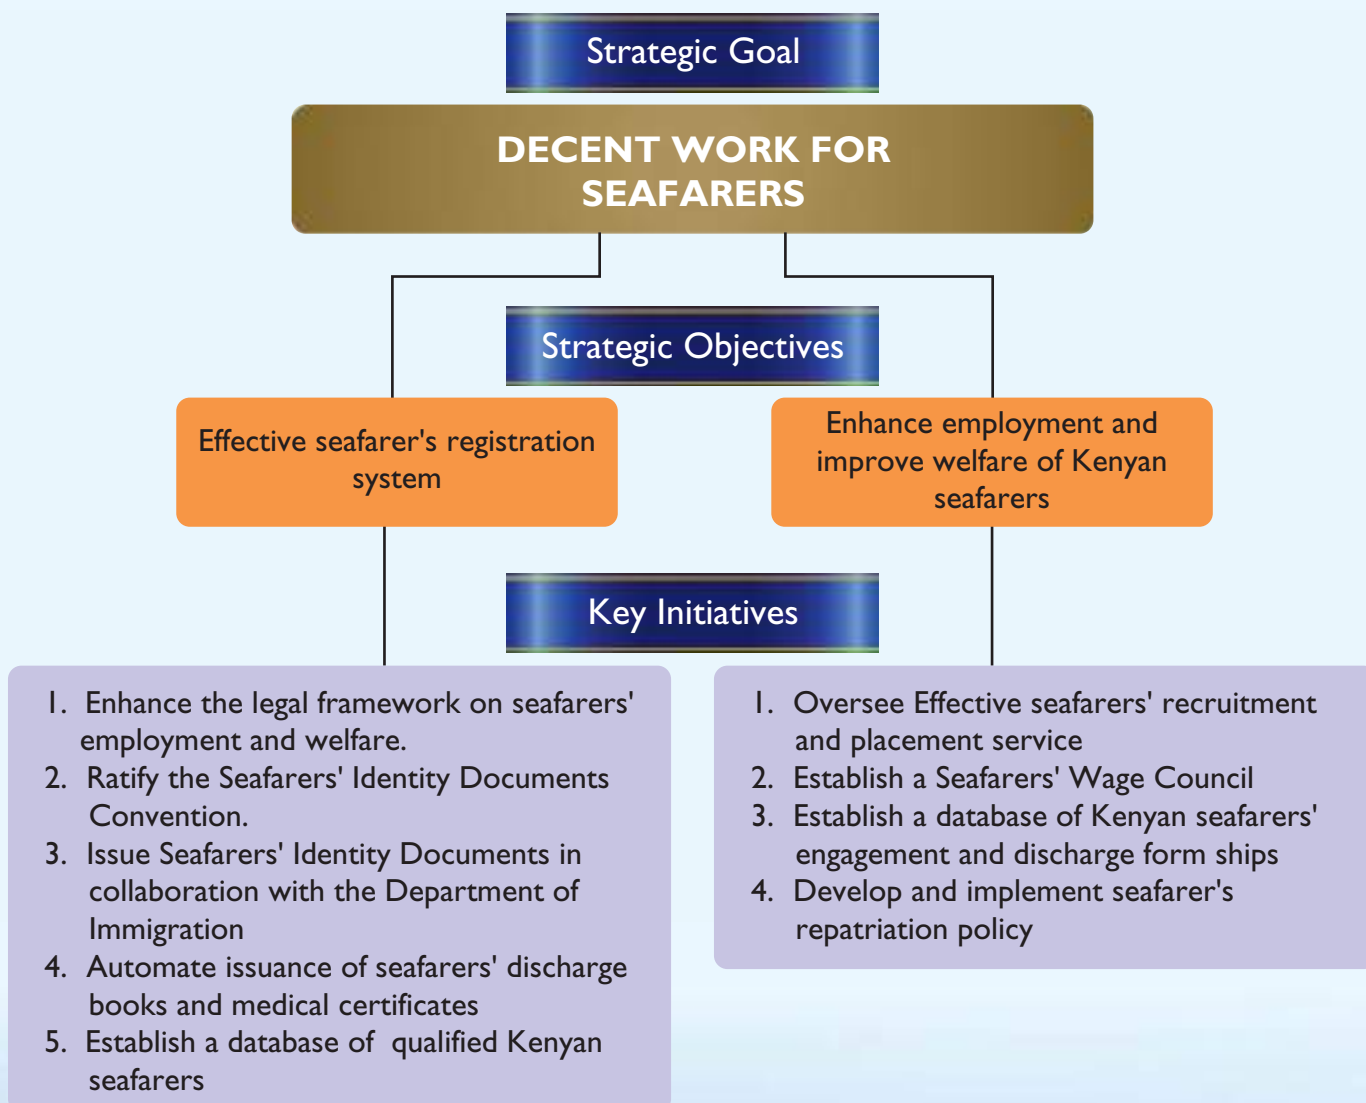 Strategic Goal
DECENT WORK FOR
SEAFARERS
Strategic Objectives
Effective seafarer's registration
system
Enhance employment and
improve welfare of Kenyan
seafarers
Key Initiatives
1. Enhance the legal framework on seafarers'
employment and welfare.
2. Ratify the Seafarers' Identity Documents
Convention.
3. Issue Seafarers' Identity Documents in
collaboration with the Department of
Immigration
4. Automate issuance of seafarers' discharge
books and medical certificates
5. Establish a database of qualified Kenyan
seafarers
1. Oversee Effective seafarers' recruitment
and placement service
2. Establish a Seafarers' Wage Council
3. Establish a database of Kenyan seafarers'
engagement and discharge form ships
4. Develop and implement seafarer's
repatriation policy